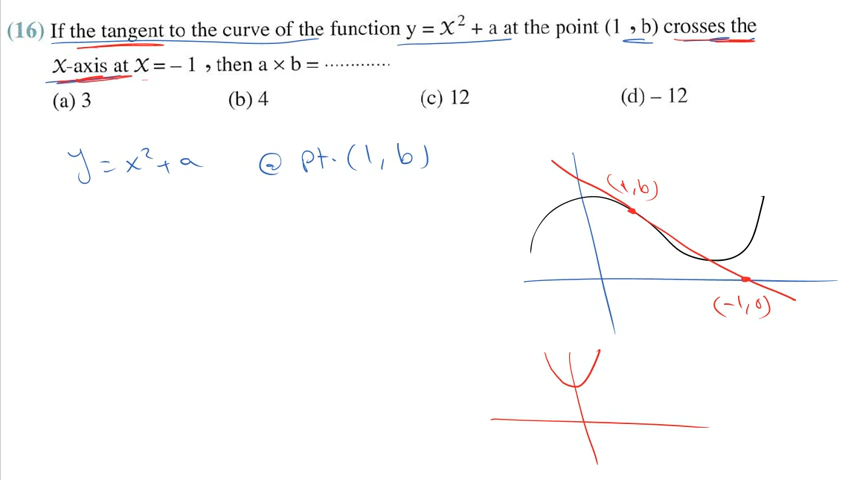 (16) If the tangent to the curve of the function y = x² + a at the point (1 , b) crosses the
x-axis at x = – 1 , then a × b = ·············
(a) 3 (b) 4 (c) 12 (d) – 12
y = x² + a @ pt. (1, b)
(1, b)
(-1, 0)